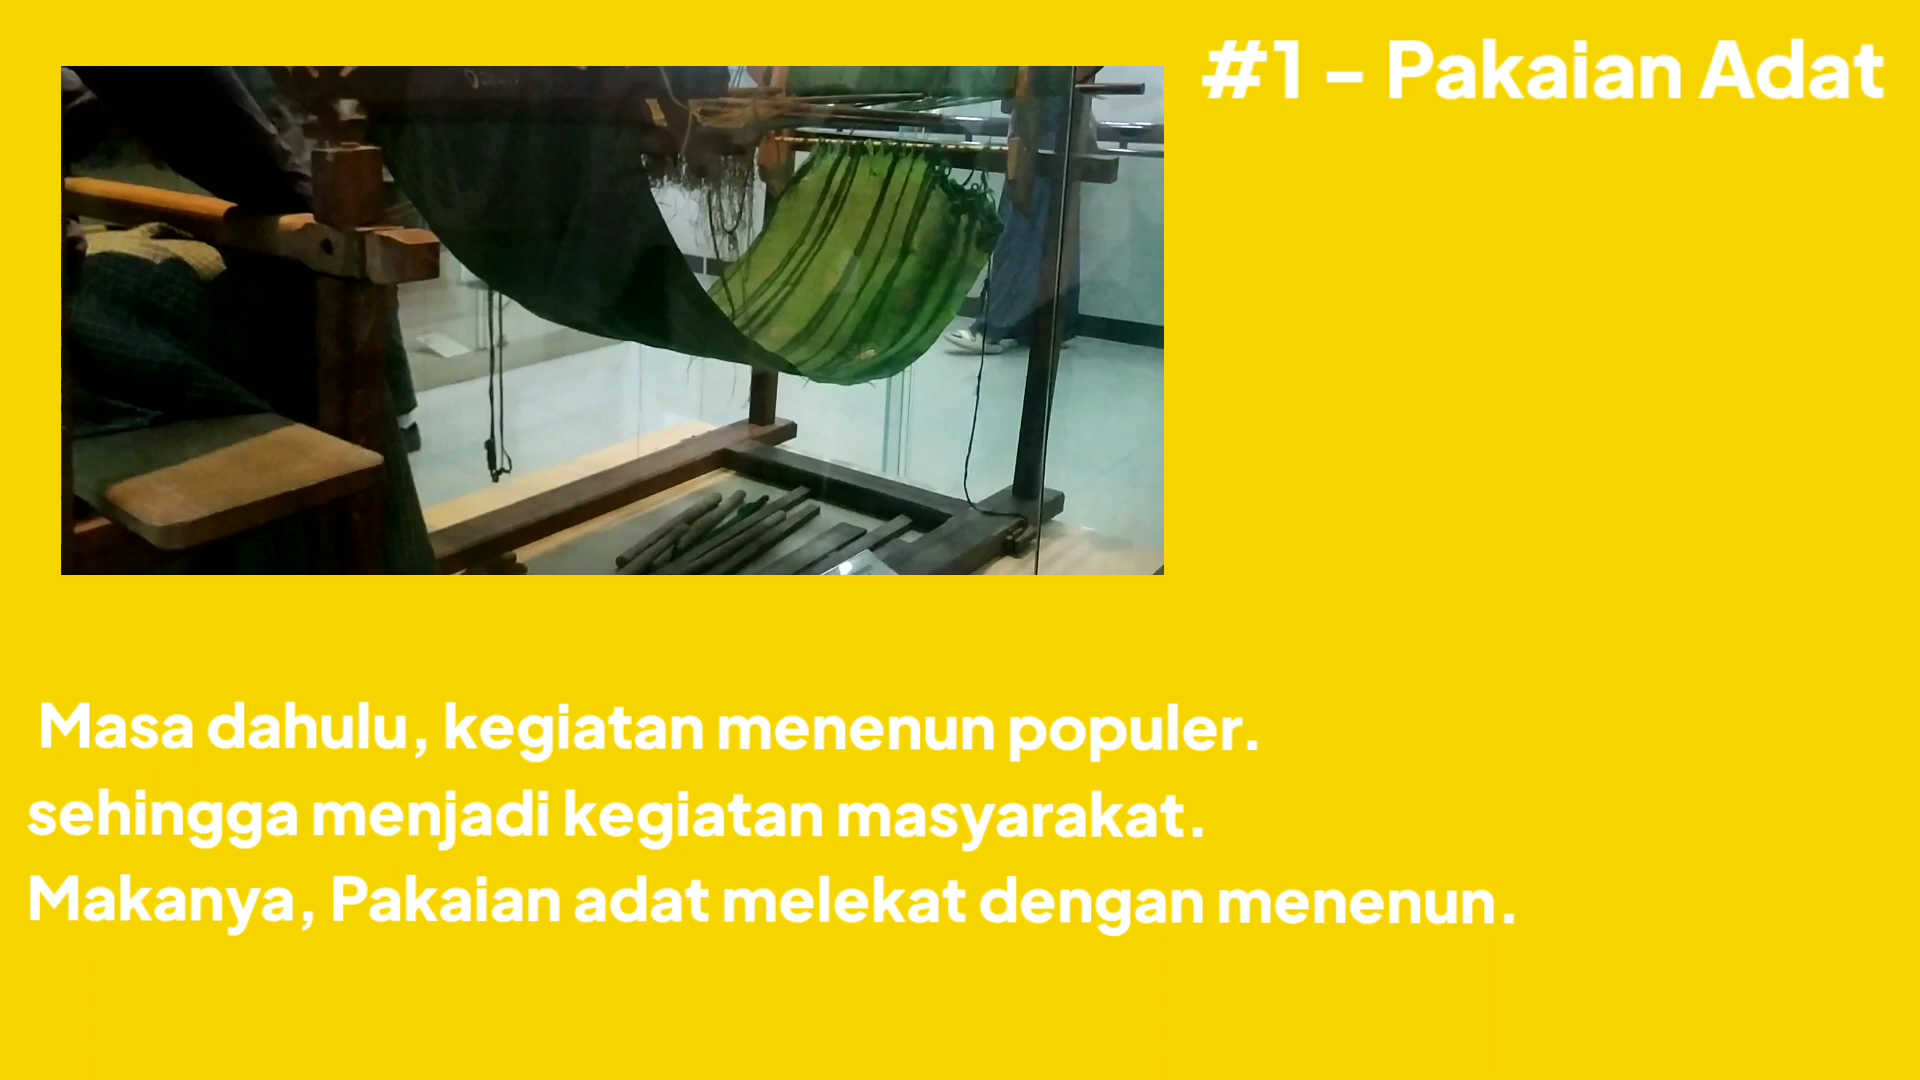 #1 - Pakaian Adat
Masa dahulu, kegiatan menenun populer.
sehingga menjadi kegiatan masyarakat.
Makanya, Pakaian adat melekat dengan menenun.